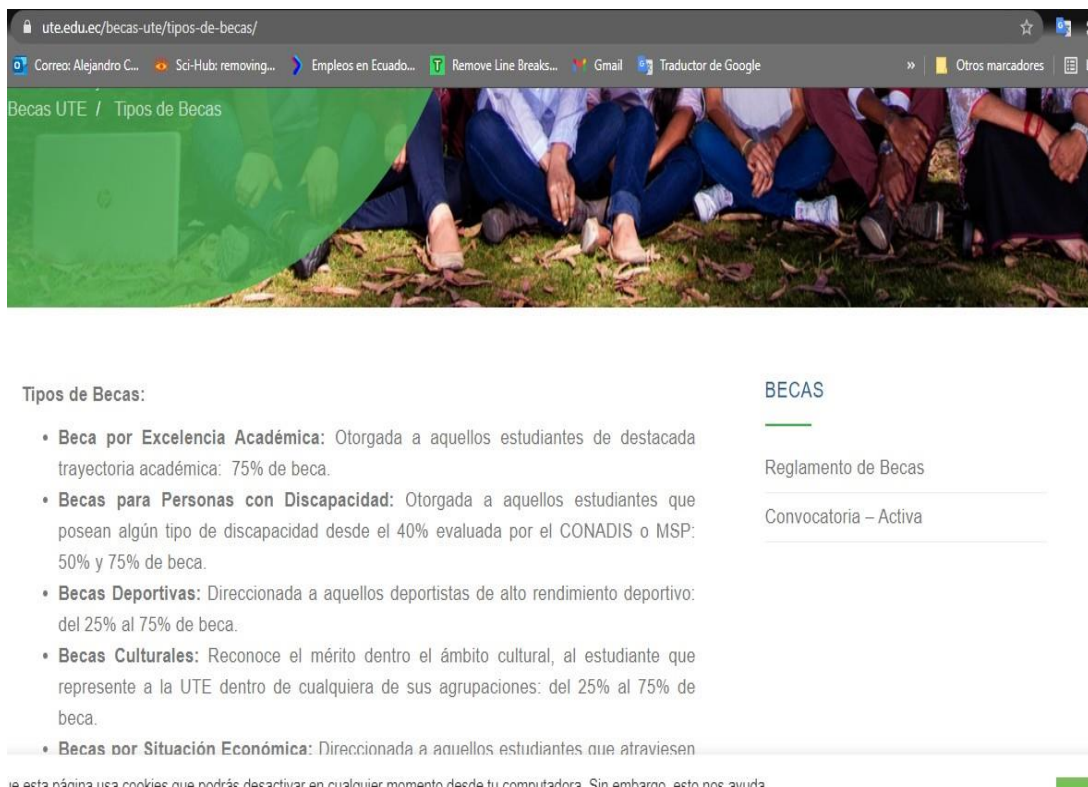 ute.edu.ec/becas-ute/tipos-de-becas/
Correo: Alejandro C... Sci-Hub: removing... Empleos en Ecuado... Remove Line Breaks... Gmail Traductor de Google » Otros marcadores
Becas UTE / Tipos de Becas
Tipos de Becas:
• Beca por Excelencia Académica: Otorgada a aquellos estudiantes de destacada
trayectoria académica: 75% de beca.
• Becas para Personas con Discapacidad: Otorgada a aquellos estudiantes que
posean algún tipo de discapacidad desde el 40% evaluada por el CONADIS o MSP:
50% y 75% de beca.
• Becas Deportivas: Direccionada a aquellos deportistas de alto rendimiento deportivo:
del 25% al 75% de beca.
• Becas Culturales: Reconoce el mérito dentro el ámbito cultural, al estudiante que
represente a la UTE dentro de cualquiera de sus agrupaciones: del 25% al 75% de
beca.
• Becas por Situación Económica: Direccionada a aquellos estudiantes que atraviesen
BECAS
Reglamento de Becas
Convocatoria – Activa
esta página usa cookies que podrás desactivar en cualquier momento desde tu computadora. Sin embargo, esto nos ayuda